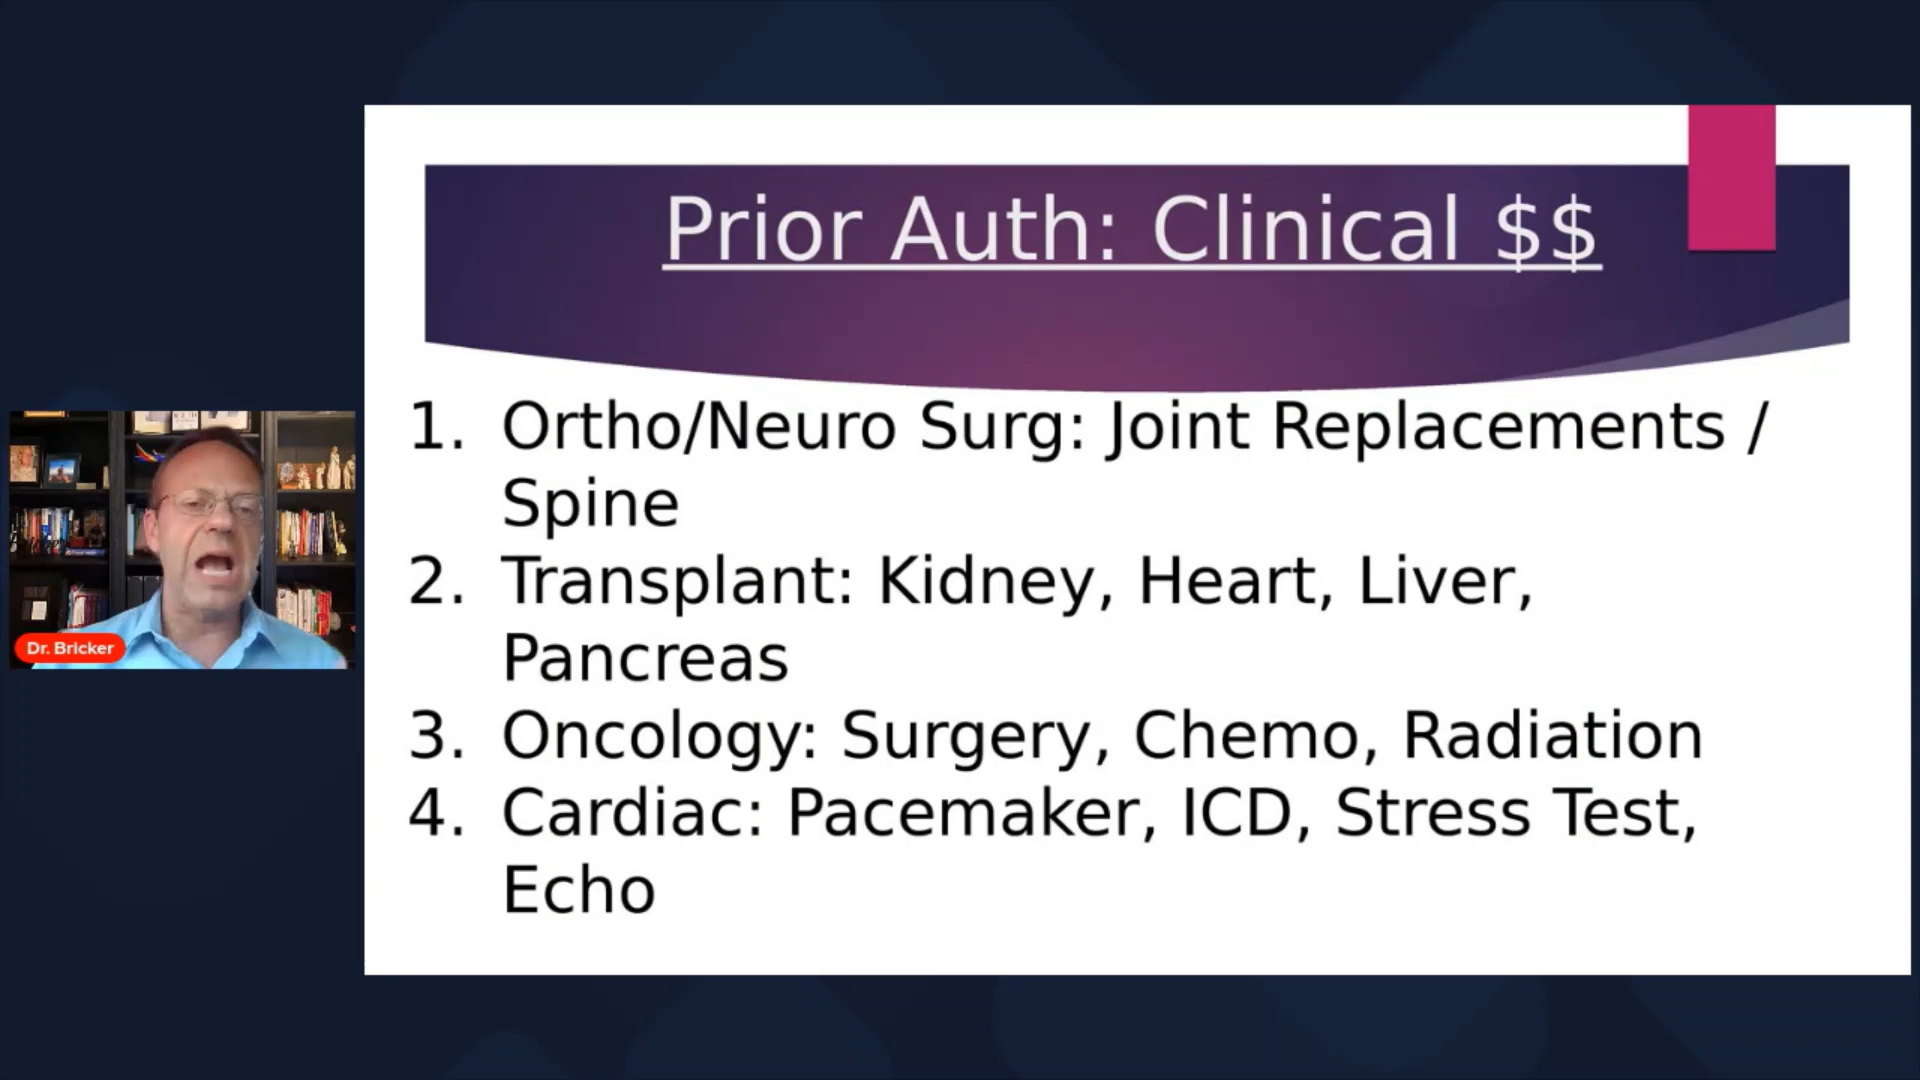 Prior Auth: Clinical $$
1. Ortho/Neuro Surg: Joint Replacements /
Spine
2. Transplant: Kidney, Heart, Liver,
Pancreas
3. Oncology: Surgery, Chemo, Radiation
4. Cardiac: Pacemaker, ICD, Stress Test,
Echo
Dr. Bricker